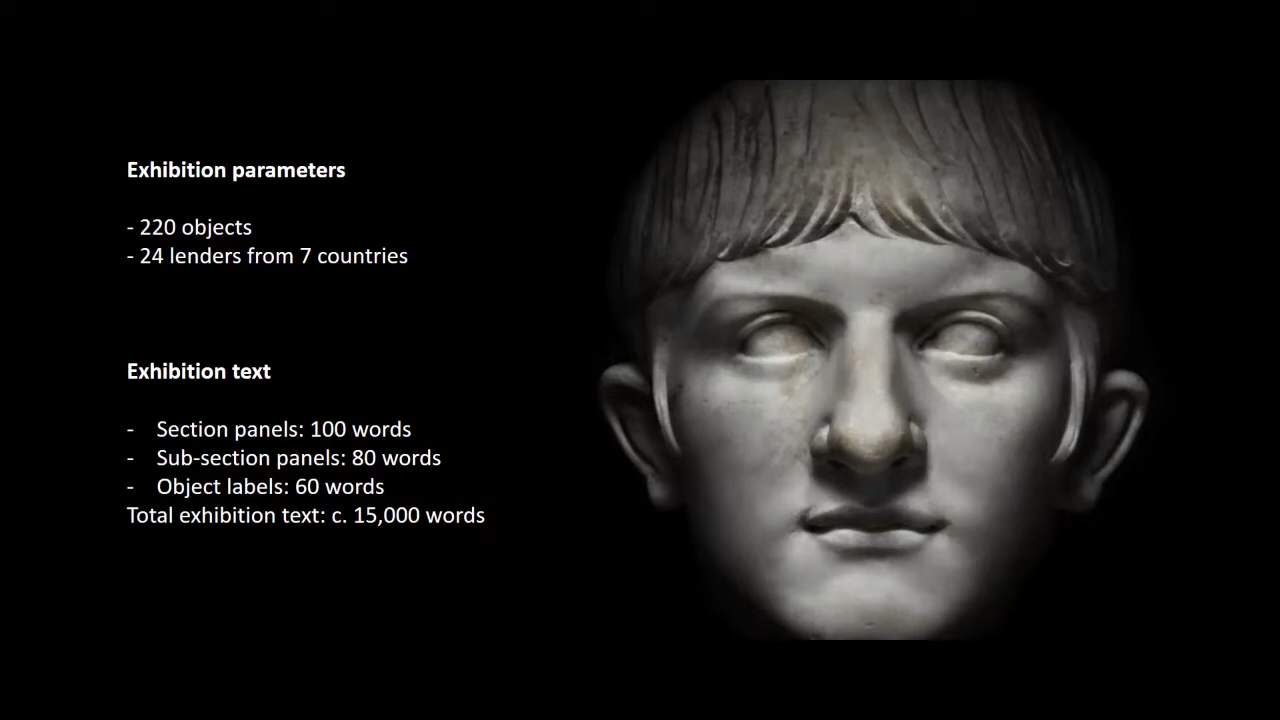 Exhibition parameters
- 220 objects
- 24 lenders from 7 countries
Exhibition text
- Section panels: 100 words
- Sub-section panels: 80 words
- Object labels: 60 words
Total exhibition text: c. 15,000 words